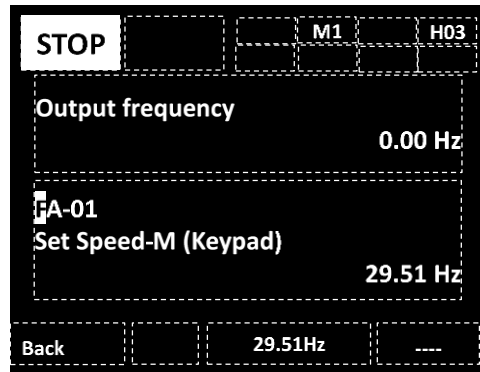 STOP
M1
H03
Output frequency
0.00 Hz
FA-01
Set Speed-M (Keypad)
29.51 Hz
Back
29.51Hz
----